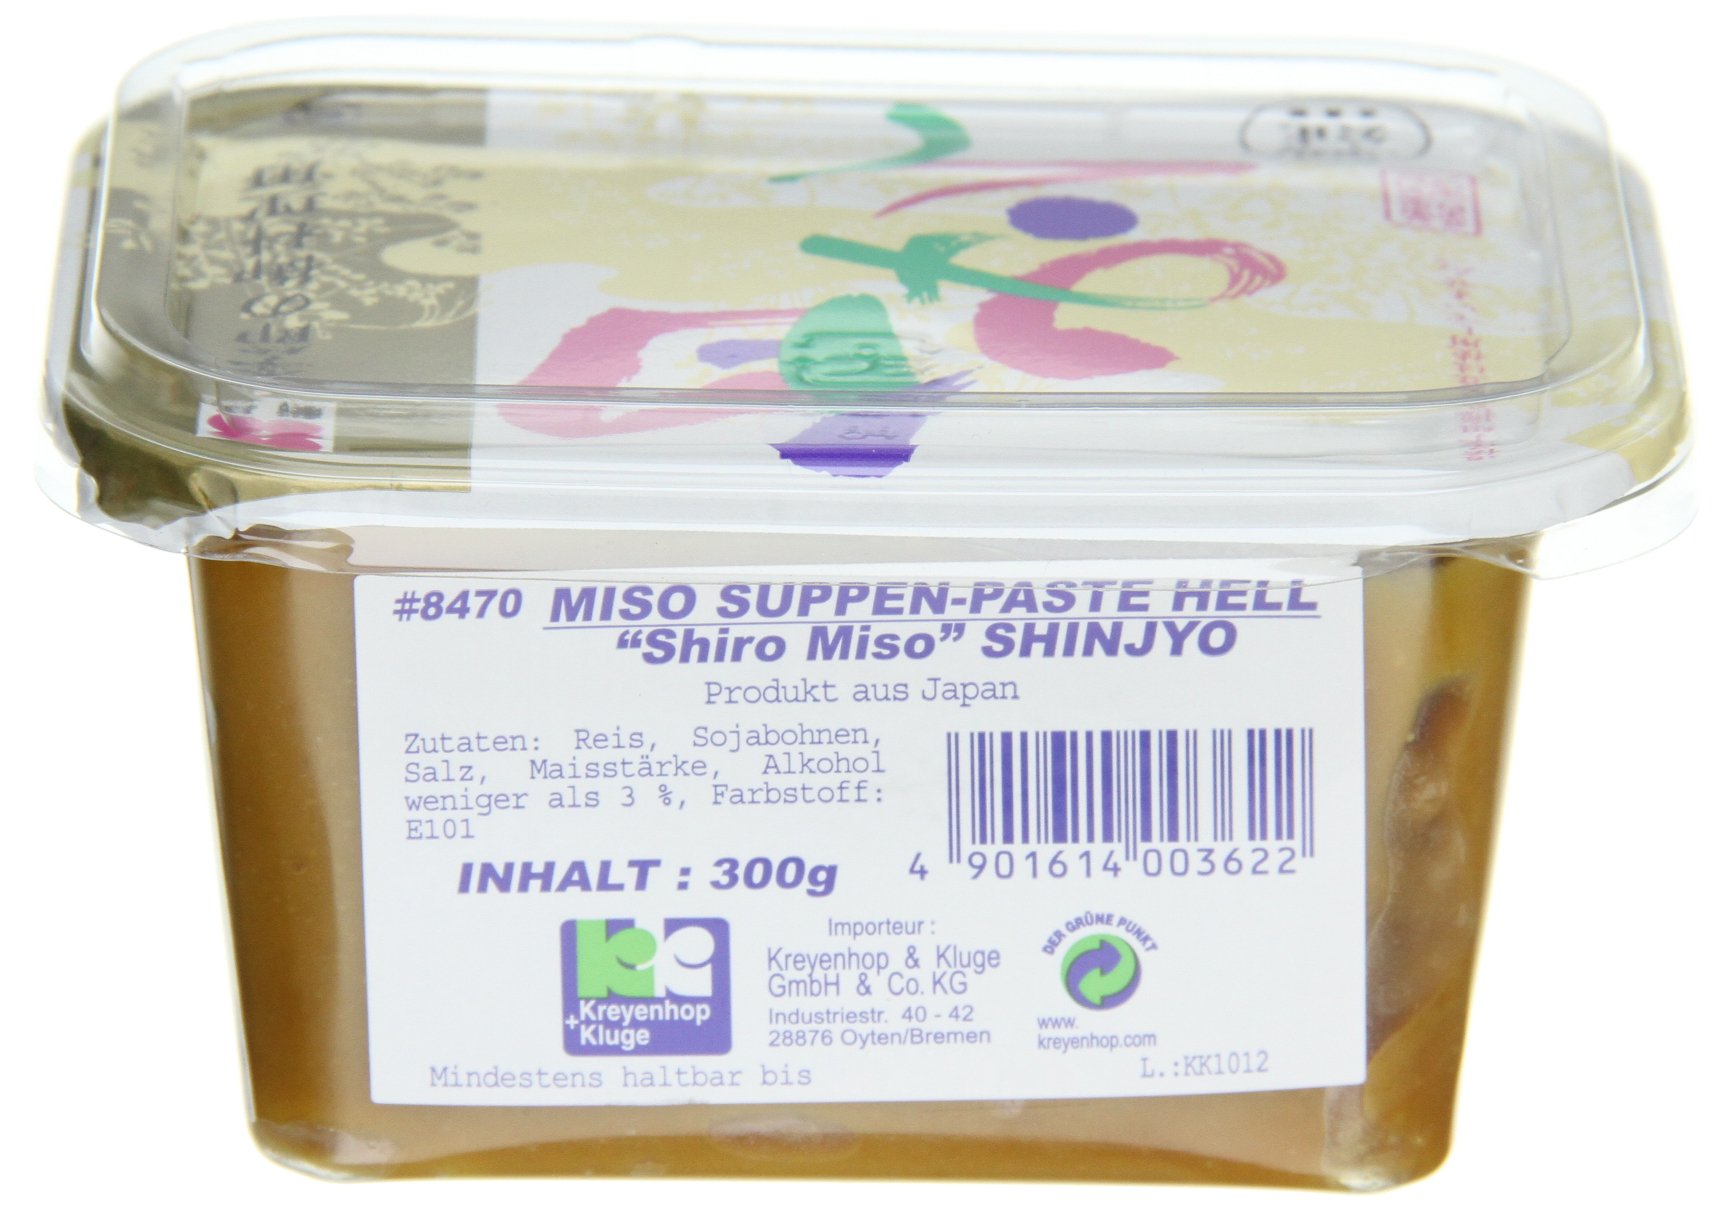 #8470 MISO SUPPEN-PASTE HELL
“Shiro Miso” SHINJYO
Produkt aus Japan
Zutaten: Reis, Sojabohnen,
Salz, Maisstärke, Alkohol
weniger als 3 %, Farbstoff:
E101
INHALT : 300g
4 901614 003622
Kreyenhop
+Kluge
Importeur :
Kreyenhop & Kluge
GmbH & Co. KG
Industriestr. 40 - 42
28876 Oyten/Bremen
DER GRÜNE PUNKT
www.
kreyenhop.com
Mindestens haltbar bis
L.:KK1012